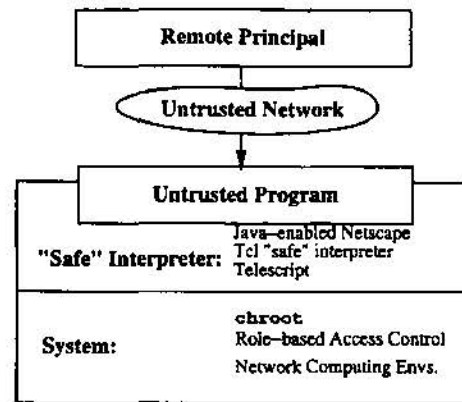 Remote Principal
Untrusted Network
Untrusted Program
"Safe" Interpreter:
Java-enabled Netscape
Tcl "safe" interpreter
Telescript
System:
chroot
Role-based Access Control
Network Computing Envs.